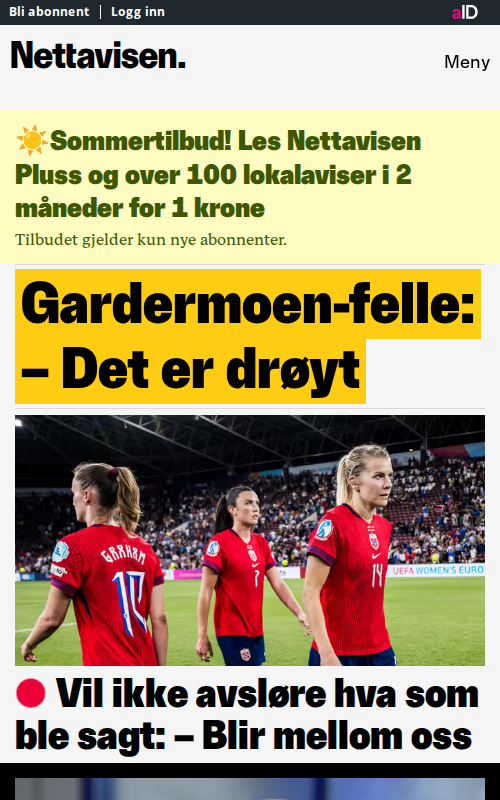 Bli abonnent | Logg inn
aID
Nettavisen.
Meny
Sommertilbud! Les Nettavisen
Pluss og over 100 lokalaviser i 2
måneder for 1 krone
Tilbudet gjelder kun nye abonnenter.
Gardermoen-felle:
– Det er drøyt
GRAHAM
17
7
14
UEFA WOMEN'S EURO
Vil ikke avsløre hva som
ble sagt: – Blir mellom oss